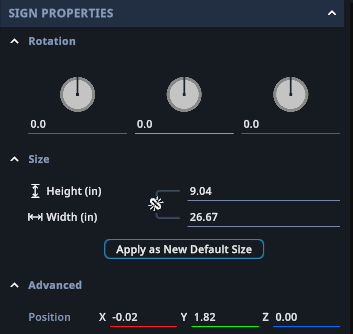 SIGN PROPERTIES
Rotation
0.0 0.0 0.0
Size
Height (in) 9.04
Width (in) 26.67
Apply as New Default Size
Advanced
Position X -0.02 Y 1.82 Z 0.00